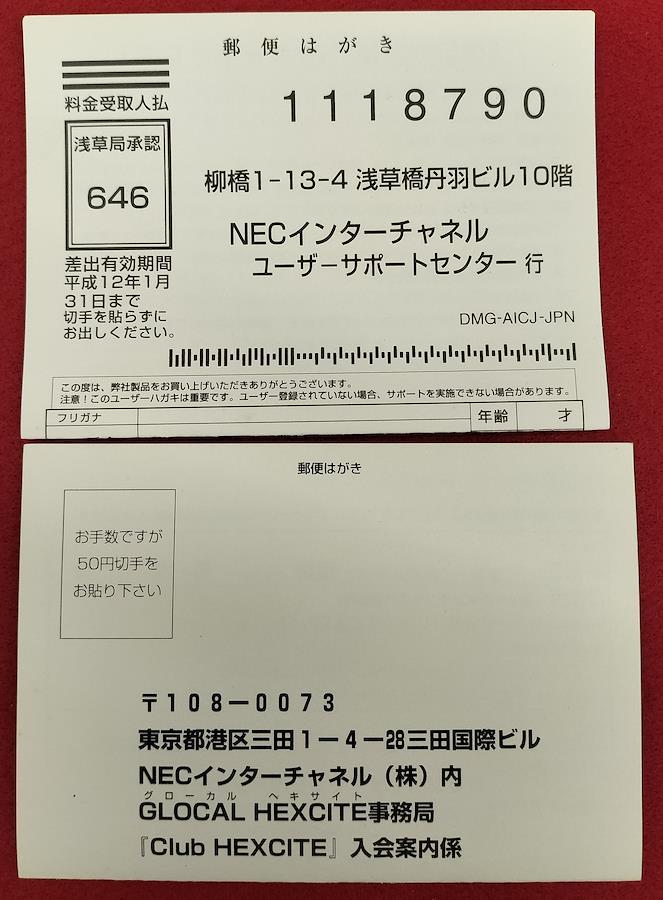 郵便はがき
料金受取人払
浅草局承認
646
差出有効期間
平成12年1月
31日まで
切手を貼らずに
お出しください。
1118790
柳橋1-13-4 浅草橋丹羽ビル10階
NECインターチャネル
ユーザーサポートセンター 行
DMG-AICJ-JPN
この度は、弊社製品をお買い上げいただきありがとうございます。
注意!このユーザーハガキは重要です。ユーザー登録されていない場合、サポートを実施できない場合があります。
フリガナ 年齢 才
郵便はがき
お手数ですが
50円切手を
お貼り下さい
〒108-0073
東京都港区三田1-4-28三田国際ビル
NECインターチャネル(株)内
グローカル ヘキサイト
GLOCAL HEXCITE事務局
『Club HEXCITE』入会案内係